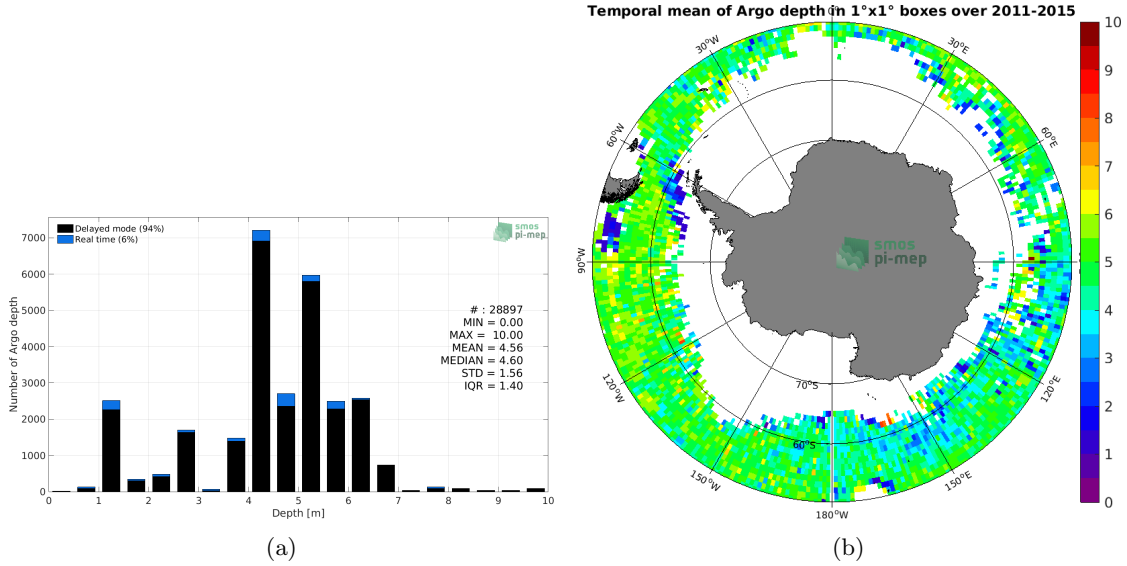 Temporal mean of Argo depth in 1°x1° boxes over 2011-2015
Delayed mode (94%)
Real time (6%)
smos
pi-mep
# : 28897
MIN = 0.00
MAX = 10.00
MEAN = 4.56
MEDIAN = 4.60
STD = 1.56
IQR = 1.40
Number of Argo depth
7000
6000
5000
4000
3000
2000
1000
0
0 1 2 3 4 5 6 7 8 9 10
Depth [m]
(a)
0°
30°W
30°E
60°W
60°E
90°W
smos
pi-mep
120°W
120°E
70°S
60°S
150°W
150°E
180°W
10
9
8
7
6
5
4
3
2
1
0
(b)